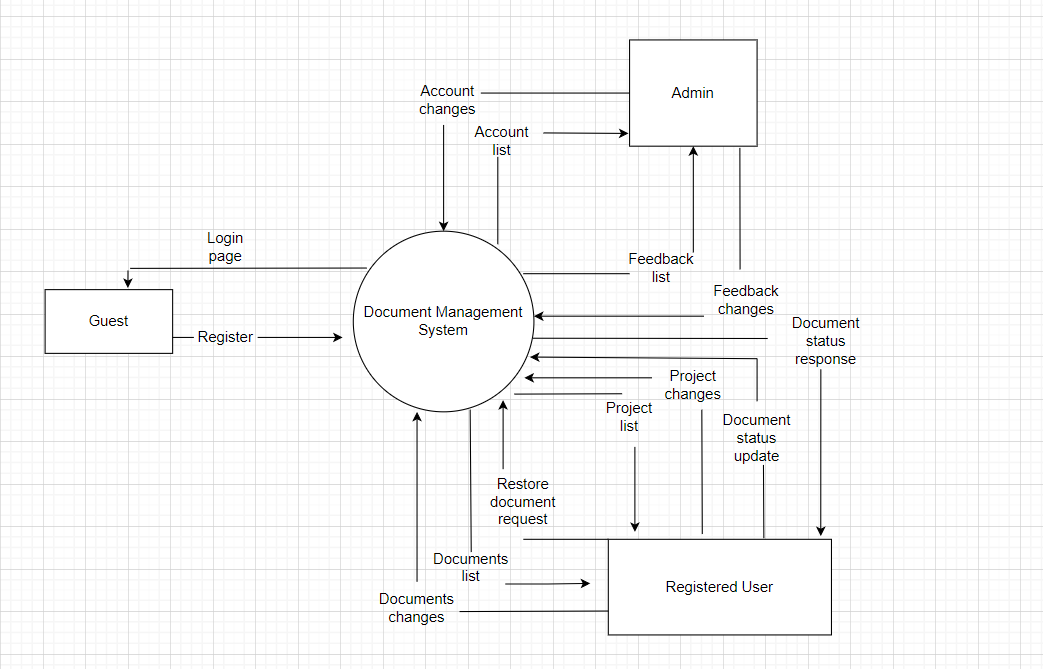 Admin
Account
changes
Account
list
Login
page
Feedback
list
Feedback
changes
Guest
Register
Document Management
System
Document
status
response
Project
changes
Project
list
Document
status
update
Restore
document
request
Documents
list
Documents
changes
Registered User